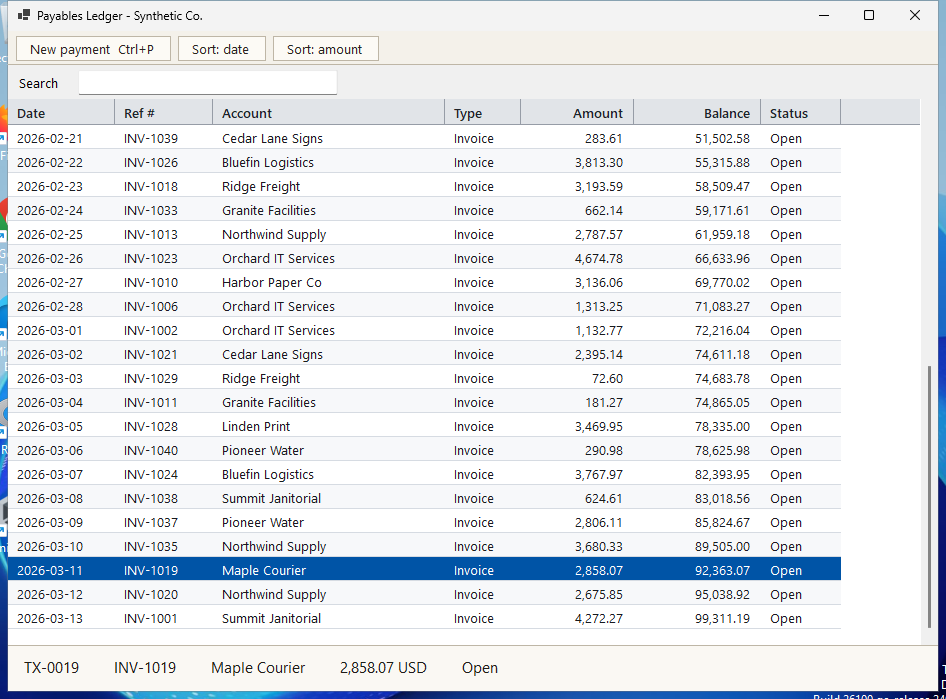 Payables Ledger - Synthetic Co.
New payment Ctrl+P Sort: date Sort: amount
Search
Date Ref # Account Type Amount Balance Status
2026-02-21 INV-1039 Cedar Lane Signs Invoice 283.61 51,502.58 Open
2026-02-22 INV-1026 Bluefin Logistics Invoice 3,813.30 55,315.88 Open
2026-02-23 INV-1018 Ridge Freight Invoice 3,193.59 58,509.47 Open
2026-02-24 INV-1033 Granite Facilities Invoice 662.14 59,171.61 Open
2026-02-25 INV-1013 Northwind Supply Invoice 2,787.57 61,959.18 Open
2026-02-26 INV-1023 Orchard IT Services Invoice 4,674.78 66,633.96 Open
2026-02-27 INV-1010 Harbor Paper Co Invoice 3,136.06 69,770.02 Open
2026-02-28 INV-1006 Orchard IT Services Invoice 1,313.25 71,083.27 Open
2026-03-01 INV-1002 Orchard IT Services Invoice 1,132.77 72,216.04 Open
2026-03-02 INV-1021 Cedar Lane Signs Invoice 2,395.14 74,611.18 Open
2026-03-03 INV-1029 Ridge Freight Invoice 72.60 74,683.78 Open
2026-03-04 INV-1011 Granite Facilities Invoice 181.27 74,865.05 Open
2026-03-05 INV-1028 Linden Print Invoice 3,469.95 78,335.00 Open
2026-03-06 INV-1040 Pioneer Water Invoice 290.98 78,625.98 Open
2026-03-07 INV-1024 Bluefin Logistics Invoice 3,767.97 82,393.95 Open
2026-03-08 INV-1038 Summit Janitorial Invoice 624.61 83,018.56 Open
2026-03-09 INV-1037 Pioneer Water Invoice 2,806.11 85,824.67 Open
2026-03-10 INV-1035 Northwind Supply Invoice 3,680.33 89,505.00 Open
2026-03-11 INV-1019 Maple Courier Invoice 2,858.07 92,363.07 Open
2026-03-12 INV-1020 Northwind Supply Invoice 2,675.85 95,038.92 Open
2026-03-13 INV-1001 Summit Janitorial Invoice 4,272.27 99,311.19 Open
TX-0019 INV-1019 Maple Courier 2,858.07 USD Open